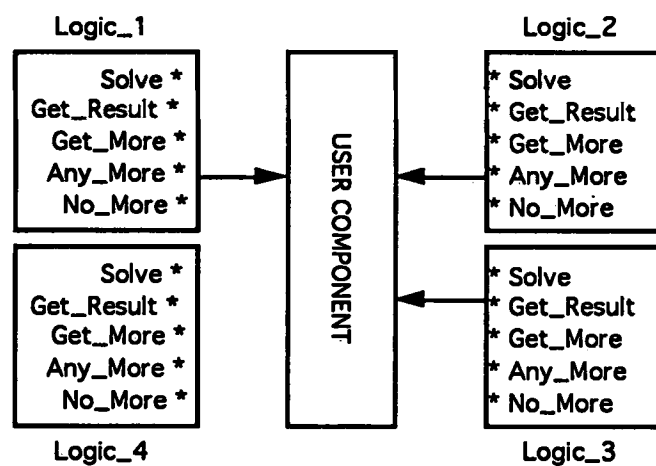 Logic_1
Solve *
Get_Result *
Get_More *
Any_More *
No_More *
Solve *
Get_Result *
Get_More *
Any_More *
No_More *
Logic_4
USER COMPONENT
Logic_2
* Solve
* Get_Result
* Get_More
* Any_More
* No_More
* Solve
* Get_Result
* Get_More
* Any_More
* No_More
Logic_3